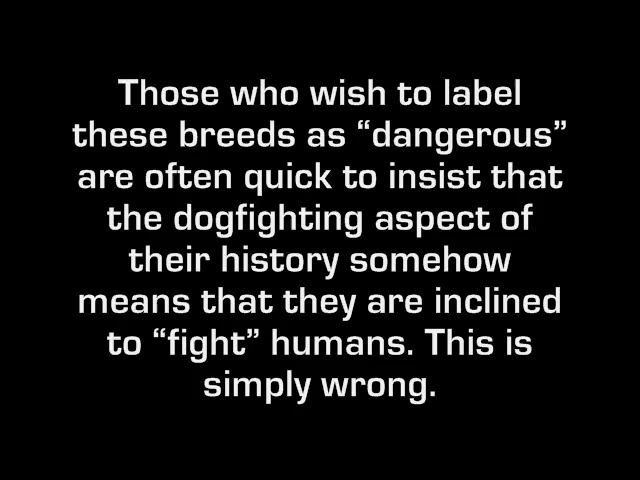 Those who wish to label
these breeds as “dangerous”
are often quick to insist that
the dogfighting aspect of
their history somehow
means that they are inclined
to “fight” humans. This is
simply wrong.